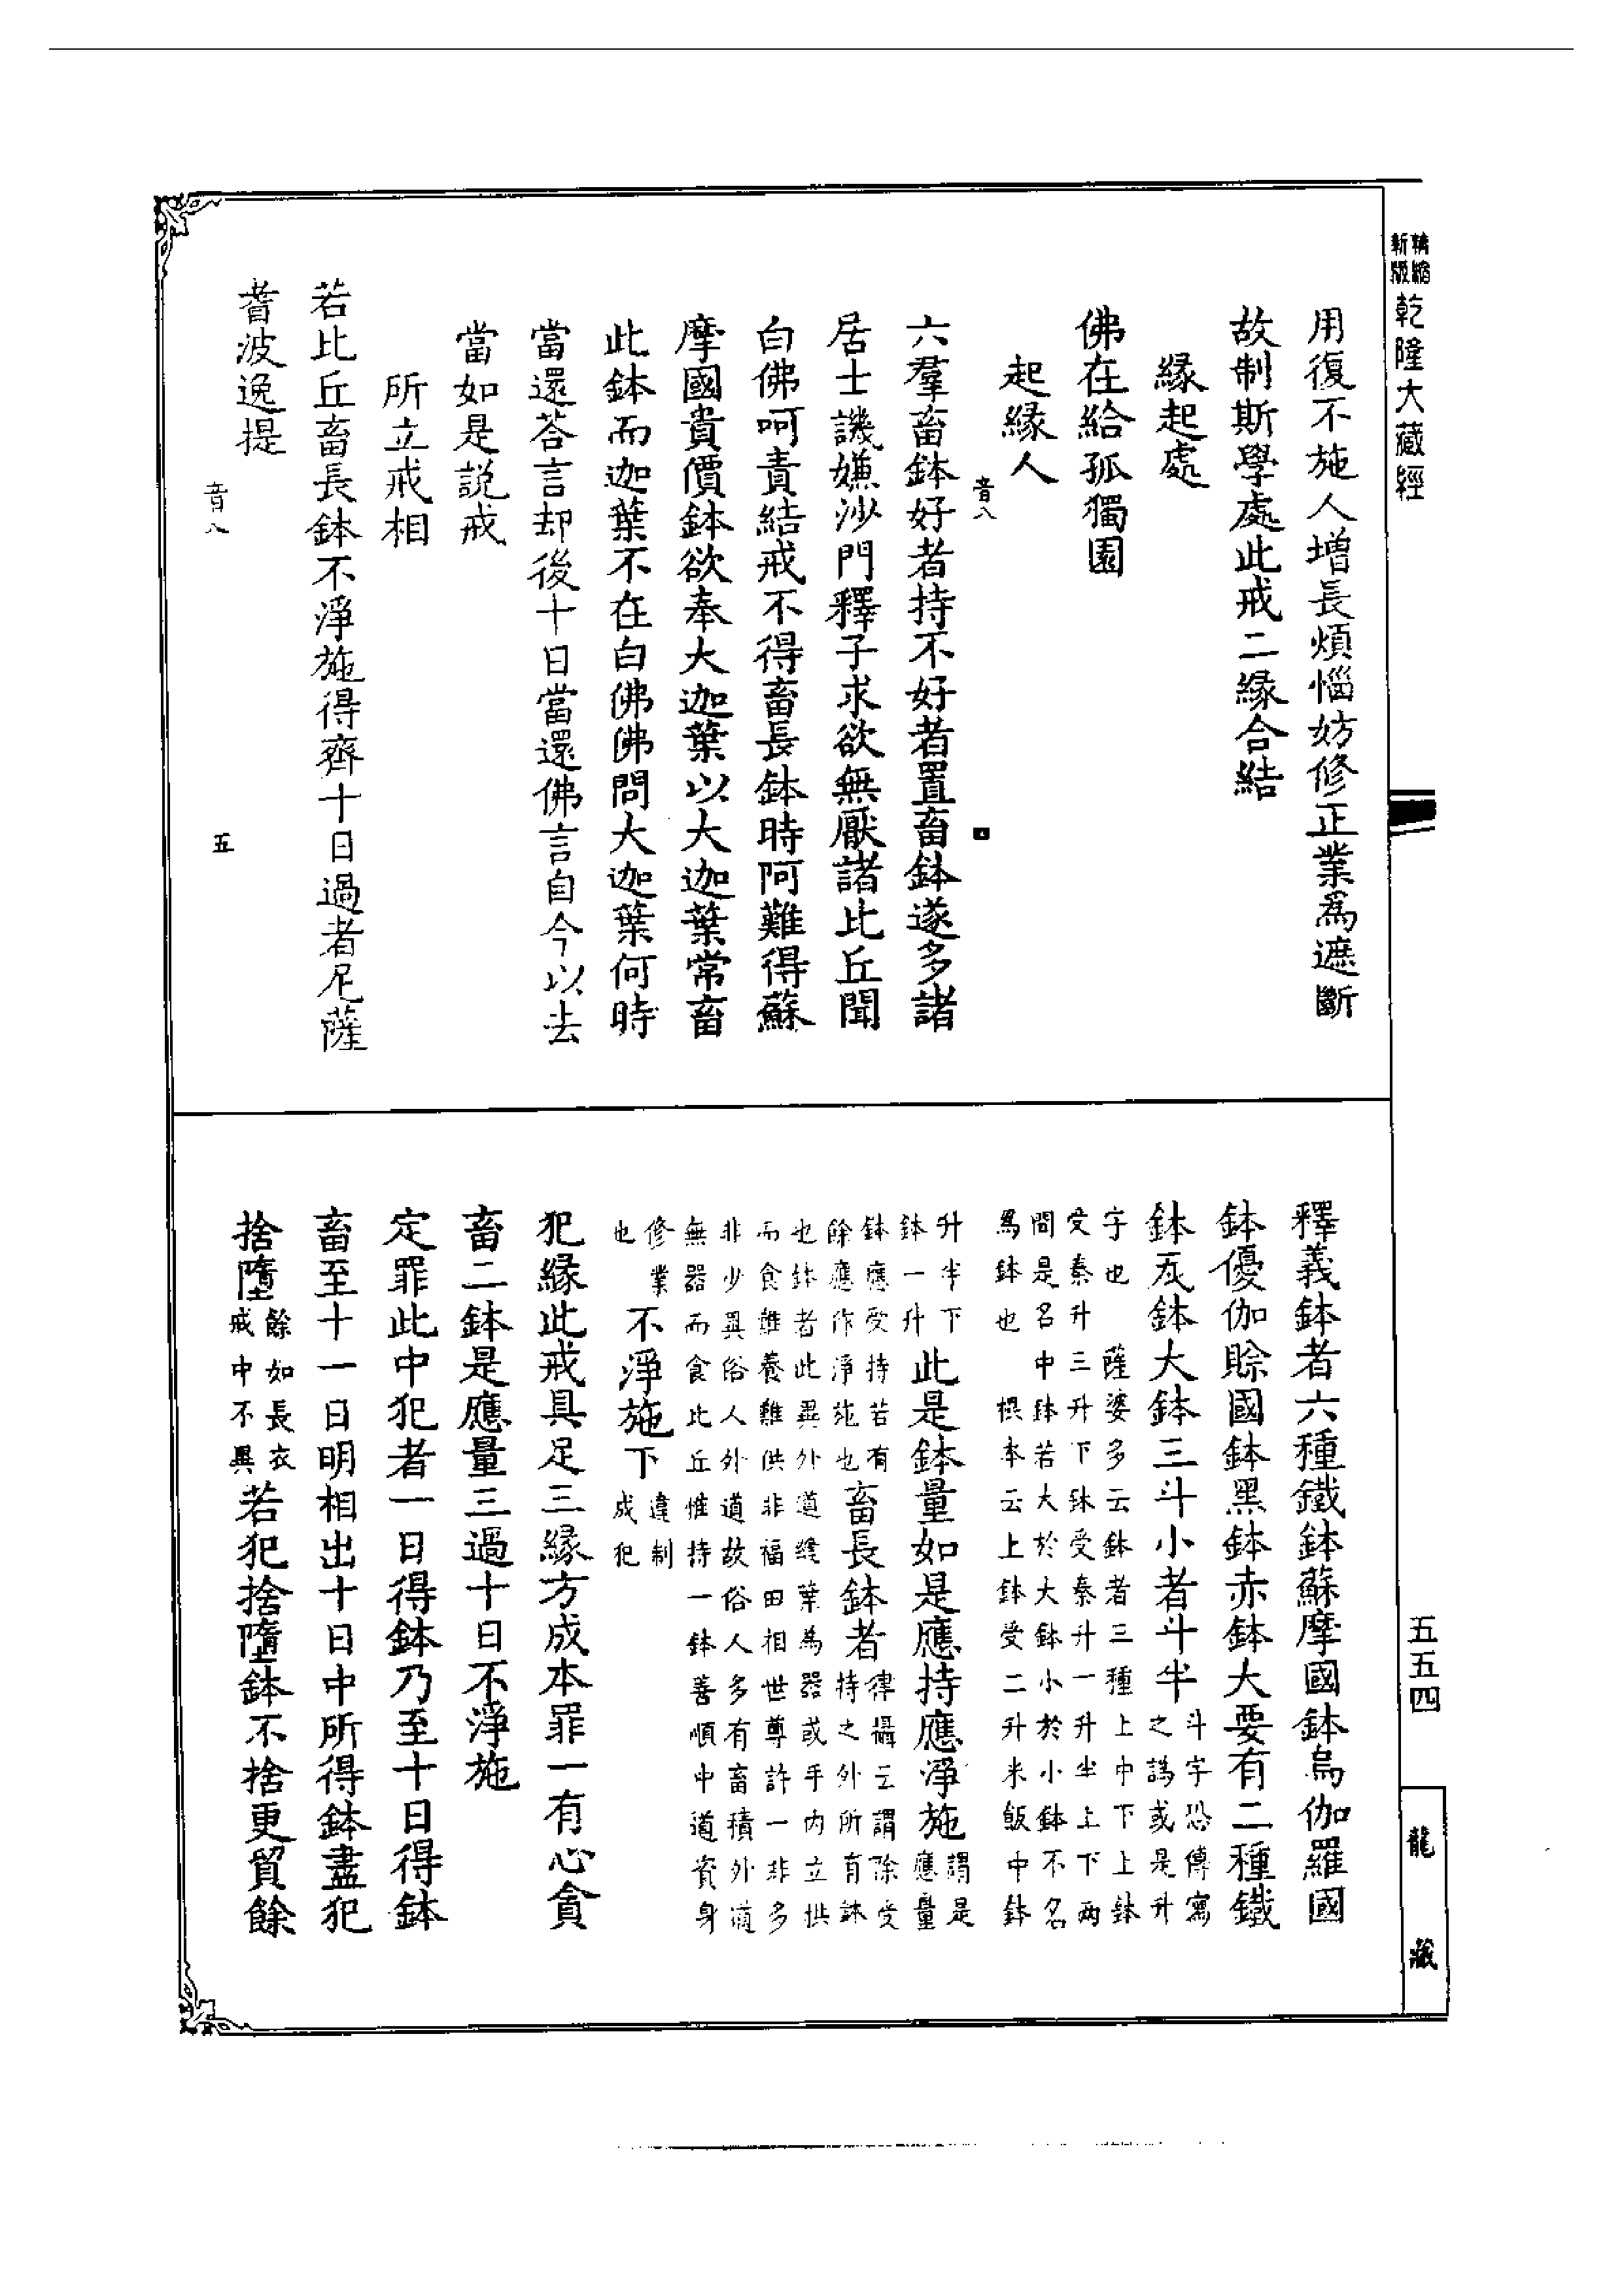 精縮
新版
乾隆大藏經
用復不施人增長煩惱妨修正業爲遮斷
故制斯學處此戒二緣合結
緣起處
佛在給孤獨園
起緣人
音八
六羣畜鉢好者持不好者置畜鉢遂多諸
居士譏嫌沙門釋子求欲無厭諸比丘聞
白佛呵責結戒不得畜長鉢時阿難得蘇
摩國貴價鉢欲奉大迦葉以大迦葉常畜
此鉢而迦葉不在白佛佛問大迦葉何時
當還荅言却後十日當還佛言自今以去
當如是說戒
所立戒相
若比丘畜長鉢不淨施得齊十日過者尼薩
耆波逸提
音八
五
釋義鉢者六種鐵鉢蘇摩國鉢烏伽羅國
鉢優伽賒國鉢黑鉢赤鉢大要有二種鐵
鉢瓦鉢大鉢三斗小者斗半
斗字恐傳寫
之譌或是升
字也 薩婆多云鉢者三種上中下上鉢
受秦升三升下鉢受秦升一升半上下兩
間是名中鉢若大於大鉢小於小鉢不名
爲鉢也 根本云上鉢受二升米飯中鉢
升半下
鉢一升
此是鉢量如是應持應淨施
謂是
應量
鉢應受持若有
餘應作淨施也
畜長鉢者
律攝云謂除受
持之外所有鉢
也鉢者此異外道縫葉為器或手內立拱
而食雖養難供非福田相世尊許一非多
非少異俗人外道故俗人多有畜積外道
無器而食比丘惟持一鉢善順中道資身
修業
也
不淨施下
違制
成犯
犯緣此戒具足三緣方成本罪一有心貪
畜二鉢是應量三過十日不淨施
定罪此中犯者一日得鉢乃至十日得鉢
畜至十一日明相出十日中所得鉢盡犯
捨墮
餘如長衣
戒中不異
若犯捨墮鉢不捨更貿餘
五五四
龍藏